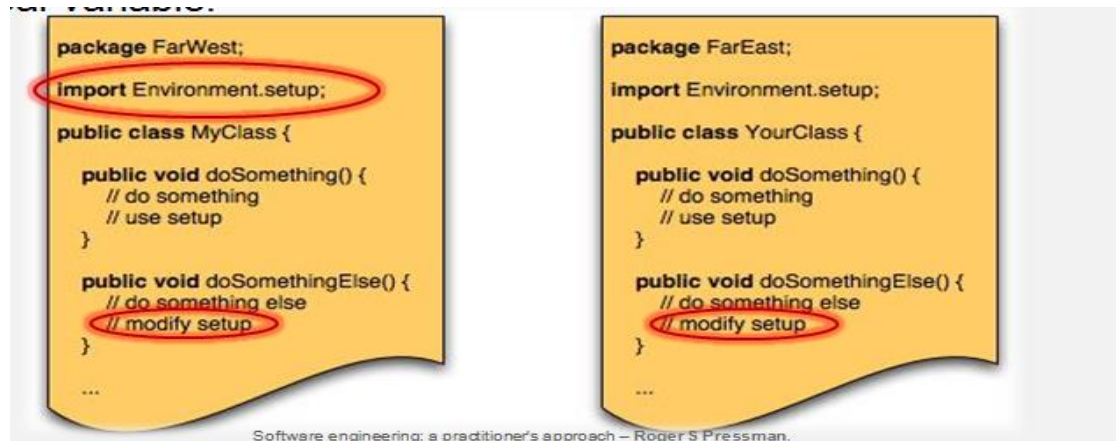 variable.
package FarWest;
import Environment.setup;
public class MyClass {
public void doSomething() {
// do something
// use setup
}
public void doSomethingElse() {
// do something else
// modify setup
}
...
package FarEast;
import Environment.setup;
public class YourClass {
public void doSomething() {
// do something
// use setup
}
public void doSomethingElse() {
// do something else
// modify setup
}
...
Software engineering: a practitioner's approach – Roger S Pressman.